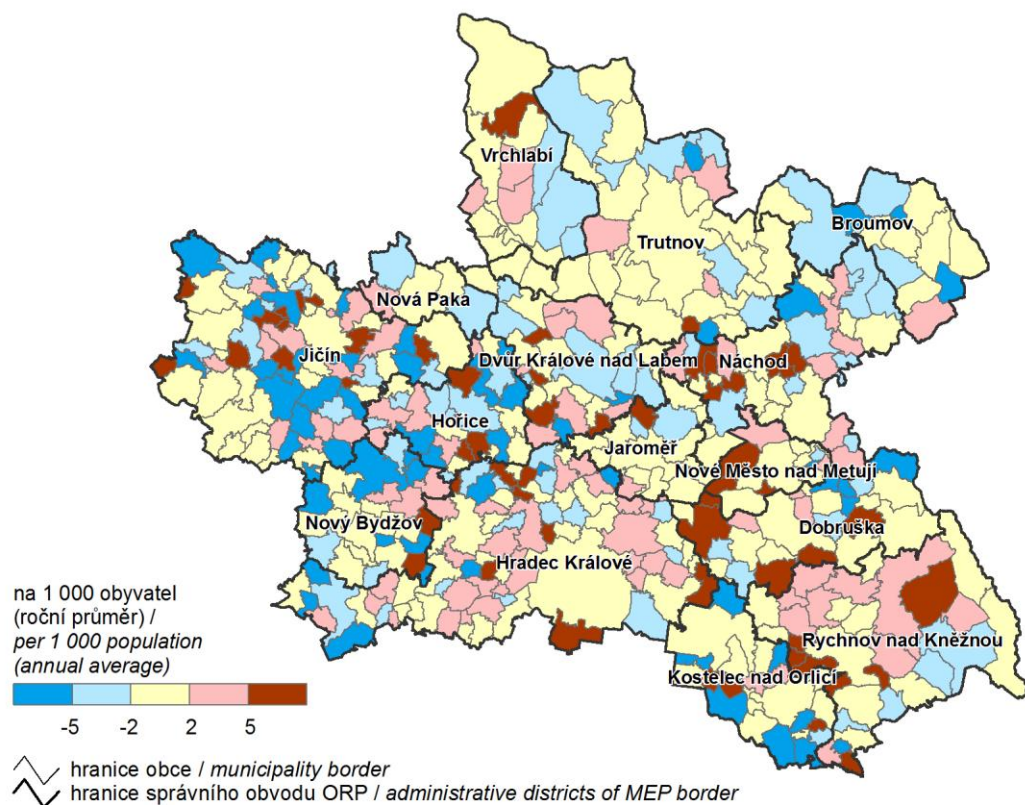 Vrchlabí
Trutnov
Broumov
Nová Paka
Jičín
Dvůr Králové nad Labem
Náchod
Hořice
Jaroměř
Nové Město nad Metují
Nový Bydžov
Dobruška
Hradec Králové
Rychnov nad Kněžnou
Kostelec nad Orlicí
na 1 000 obyvatel
(roční průměr) /
per 1 000 population
(annual average)
-5 -2 2 5
hranice obce / municipality border
hranice správního obvodu ORP / administrative districts of MEP border